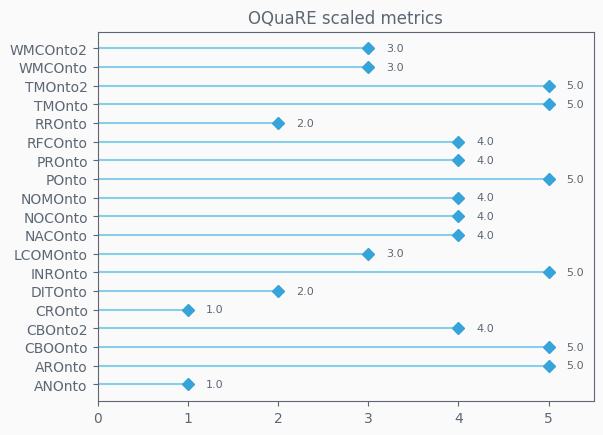 OQuaRE scaled metrics
WMCOnto2 3.0
WMCOnto 3.0
TMOnto2 5.0
TMOnto 5.0
RROnto 2.0
RFCOnto 4.0
PROnto 4.0
POnto 5.0
NOMOnto 4.0
NOCOnto 4.0
NACOnto 4.0
LCOMOnto 3.0
INROnto 5.0
DITOnto 2.0
CROnto 1.0
CBOnto2 4.0
CBOOnto 5.0
AROnto 5.0
ANOnto 1.0
0 1 2 3 4 5